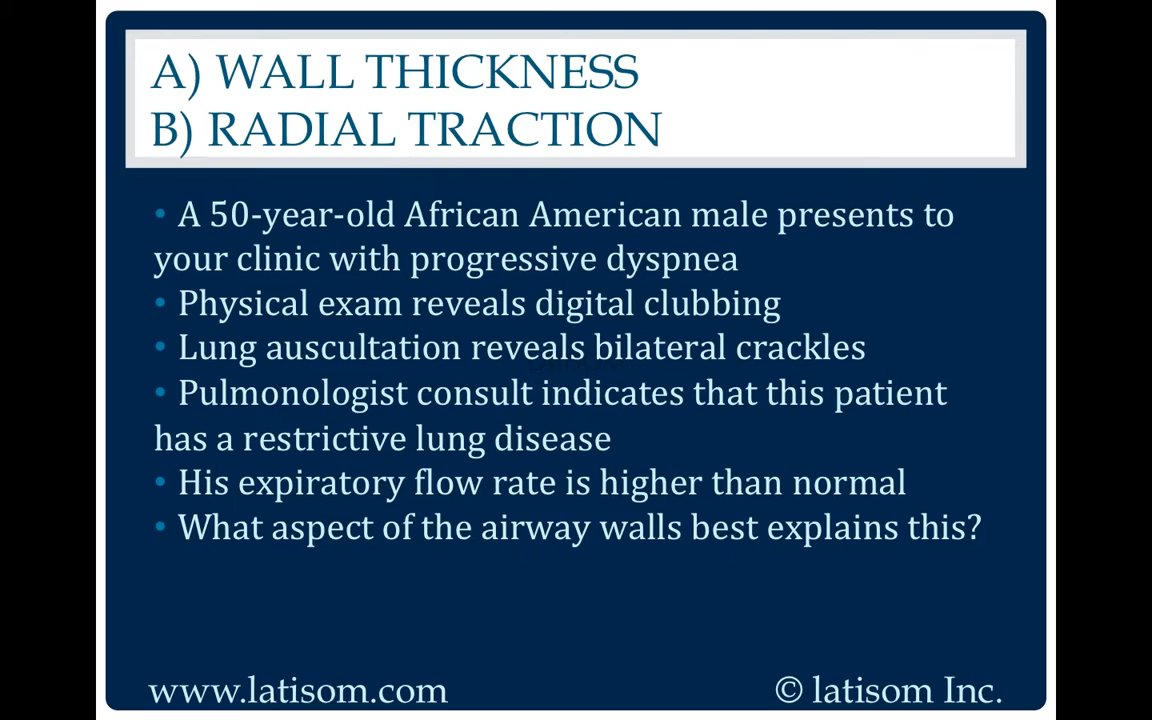 A) WALL THICKNESS
B) RADIAL TRACTION
• A 50-year-old African American male presents to
your clinic with progressive dyspnea
• Physical exam reveals digital clubbing
• Lung auscultation reveals bilateral crackles
• Pulmonologist consult indicates that this patient
has a restrictive lung disease
• His expiratory flow rate is higher than normal
• What aspect of the airway walls best explains this?
www.latisom.com
© latisom Inc.